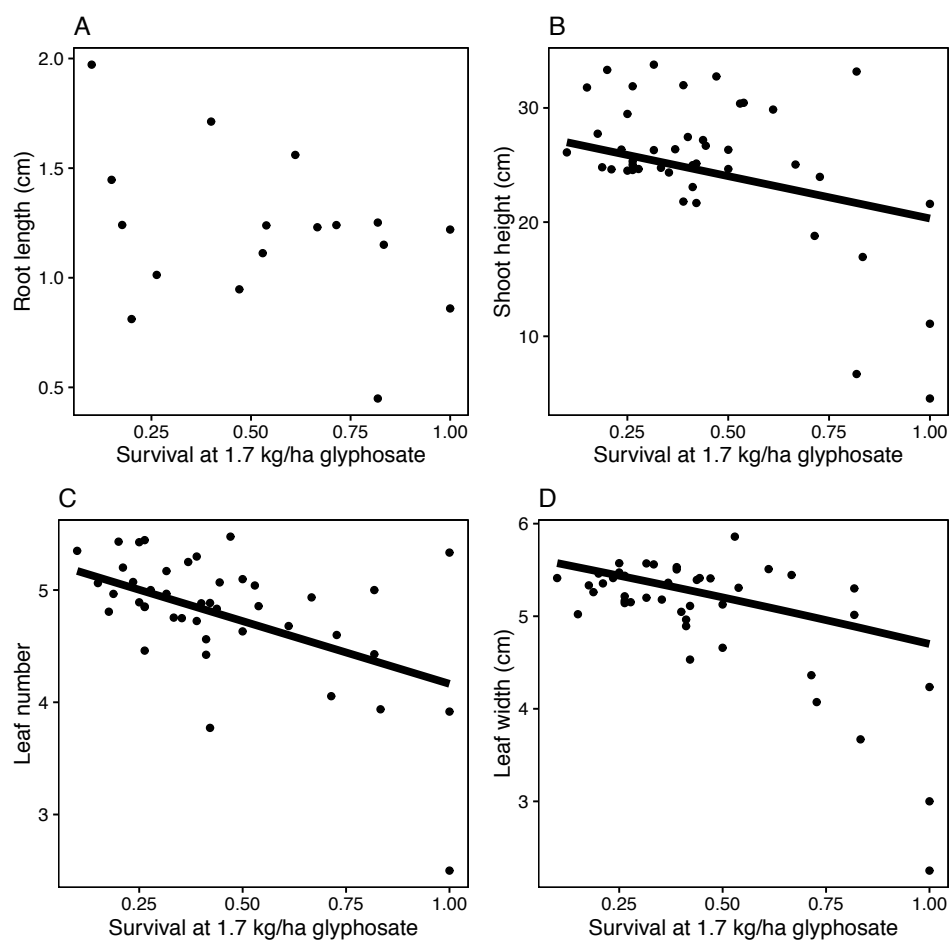 A
Root length (cm)
2.0
1.5
1.0
0.5
0.25 0.50 0.75 1.00
Survival at 1.7 kg/ha glyphosate
B
Shoot height (cm)
30
20
10
0.25 0.50 0.75 1.00
Survival at 1.7 kg/ha glyphosate
C
Leaf number
5
4
3
0.25 0.50 0.75 1.00
Survival at 1.7 kg/ha glyphosate
D
Leaf width (cm)
6
5
4
3
0.25 0.50 0.75 1.00
Survival at 1.7 kg/ha glyphosate